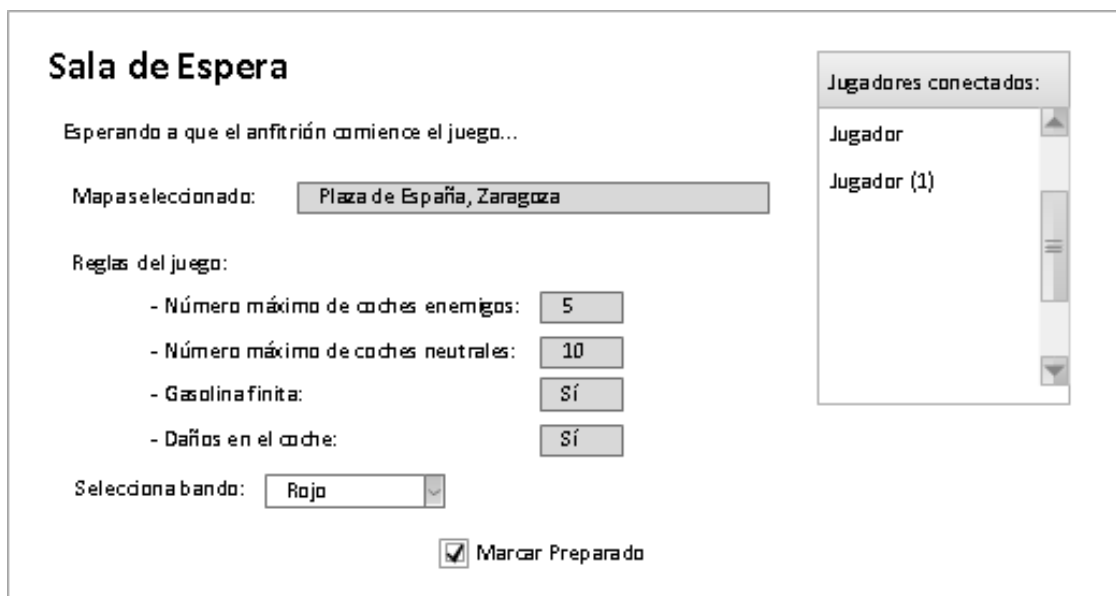 Sala de Espera
Esperando a que el anfitrión comience el juego...
Mapa seleccionado: Plaza de España, Zaragoza
Reglas del juego:
- Número máximo de coches enemigos: 5
- Número máximo de coches neutrales: 10
- Gasolina finita: Sí
- Daños en el coche: Sí
Selecciona bando: Rojo
Marcar Preparado
Jugadores conectados:
Jugador
Jugador (1)